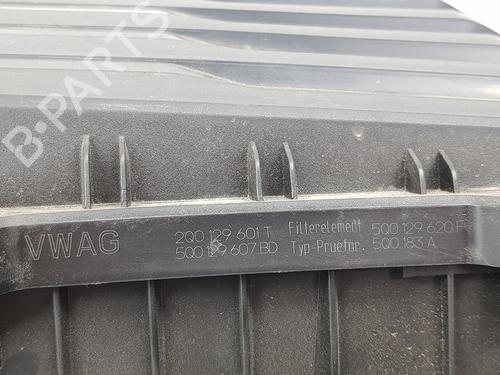 B-PARTS
VWAG
2Q0 129 601 T Filterelement 5Q0 129 620 F
5Q0 129 607 BD Typ-Pruefnr. 5Q0 183 A